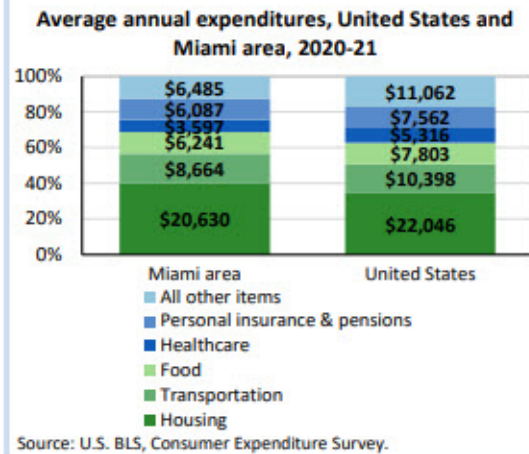 Average annual expenditures, United States and
Miami area, 2020-21
100%
80%
60%
40%
20%
0%
$6,485
$6,087
$3,597
$6,241
$8,664
$20,630
$11,062
$7,562
$5,316
$7,803
$10,398
$22,046
Miami area
United States
All other items
Personal insurance & pensions
Healthcare
Food
Transportation
Housing
Source: U.S. BLS, Consumer Expenditure Survey.